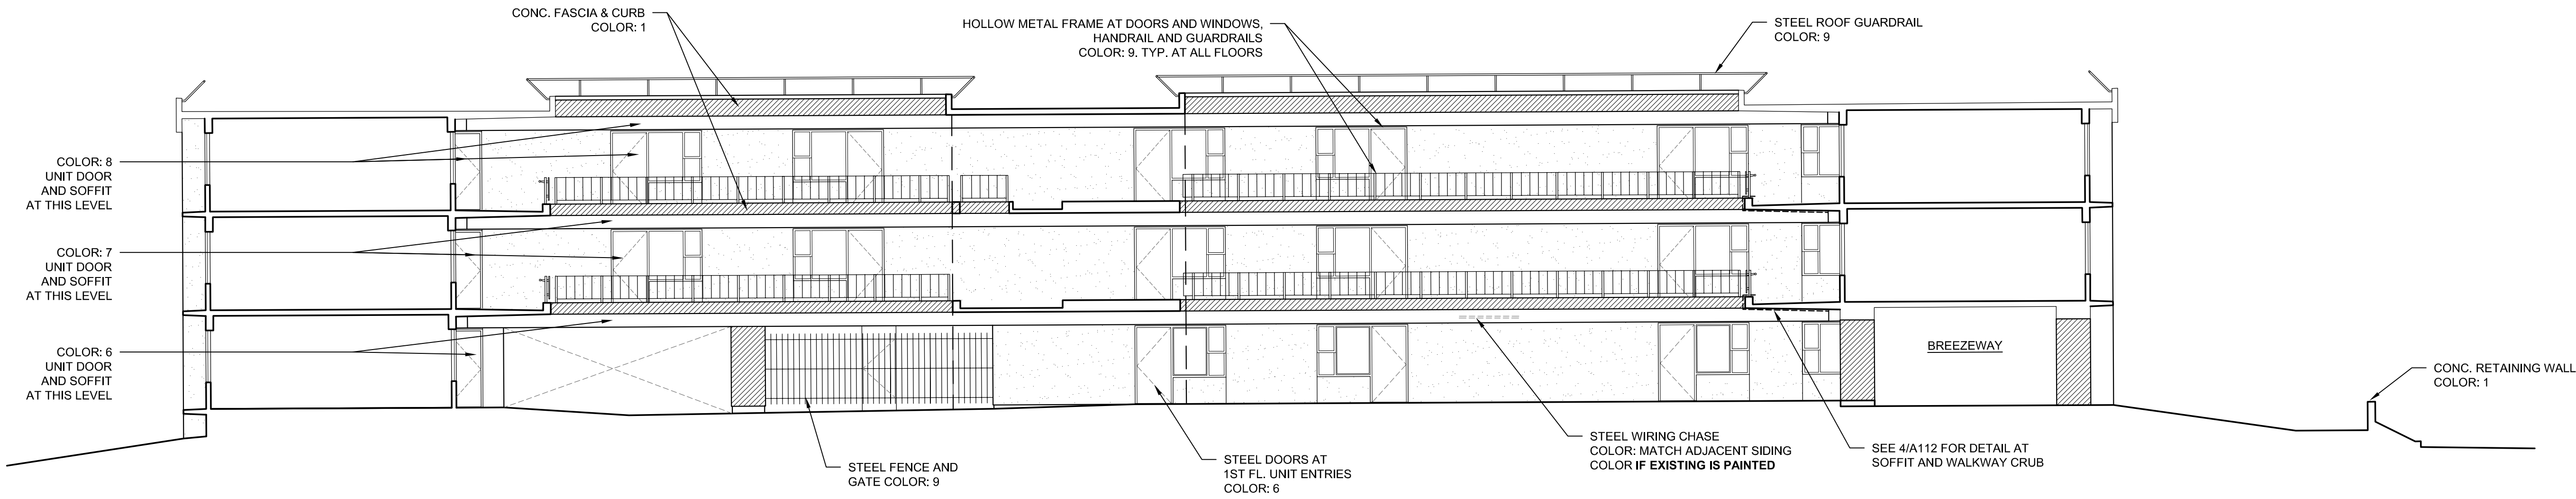 CONC. FASCIA & CURB
COLOR: 1
HOLLOW METAL FRAME AT DOORS AND WINDOWS,
HANDRAIL AND GUARDRAILS
COLOR: 9. TYP. AT ALL FLOORS
STEEL ROOF GUARDRAIL
COLOR: 9
COLOR: 8
UNIT DOOR
AND SOFFIT
AT THIS LEVEL
COLOR: 7
UNIT DOOR
AND SOFFIT
AT THIS LEVEL
COLOR: 6
UNIT DOOR
AND SOFFIT
AT THIS LEVEL
BREEZEWAY
CONC. RETAINING WALL
COLOR: 1
STEEL FENCE AND
GATE COLOR: 9
STEEL DOORS AT
1ST FL. UNIT ENTRIES
COLOR: 6
STEEL WIRING CHASE
COLOR: MATCH ADJACENT SIDING
COLOR IF EXISTING IS PAINTED
SEE 4/A112 FOR DETAIL AT
SOFFIT AND WALKWAY CRUB